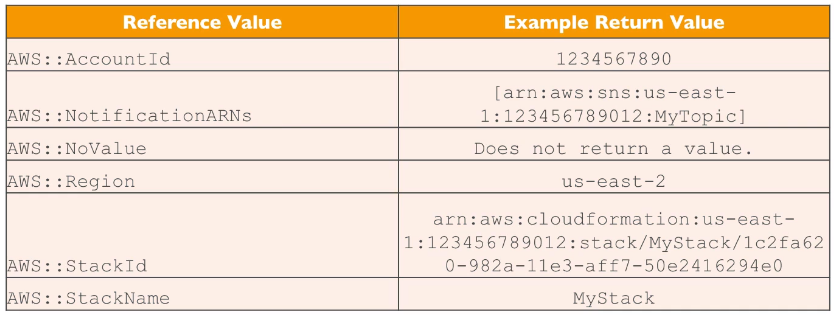 Reference Value
Example Return Value
AWS::AccountId
1234567890
AWS::NotificationARNs
[arn:aws:sns:us-east-
1:123456789012:MyTopic]
AWS::NoValue
Does not return a value.
AWS::Region
us-east-2
AWS::StackId
arn:aws:cloudformation:us-east-
1:123456789012:stack/MyStack/1c2fa62
0-982a-11e3-aff7-50e2416294e0
AWS::StackName
MyStack